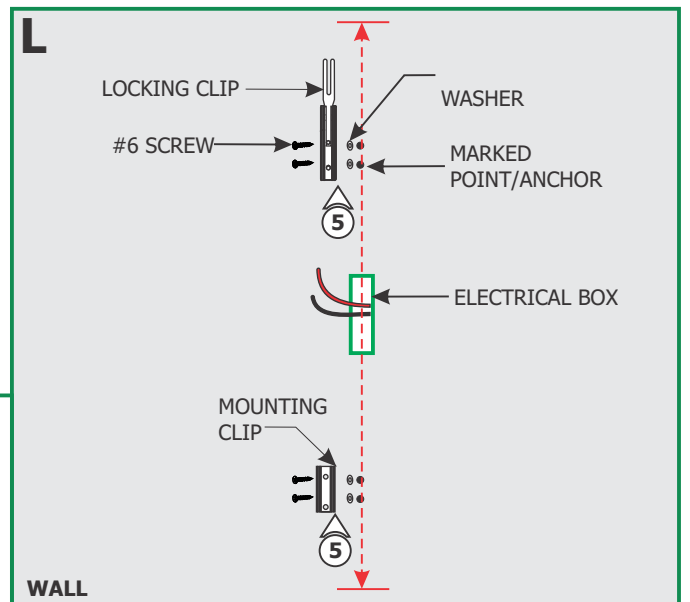 L
LOCKING CLIP
WASHER
#6 SCREW
MARKED
POINT/ANCHOR
5
ELECTRICAL BOX
MOUNTING
CLIP
5
WALL